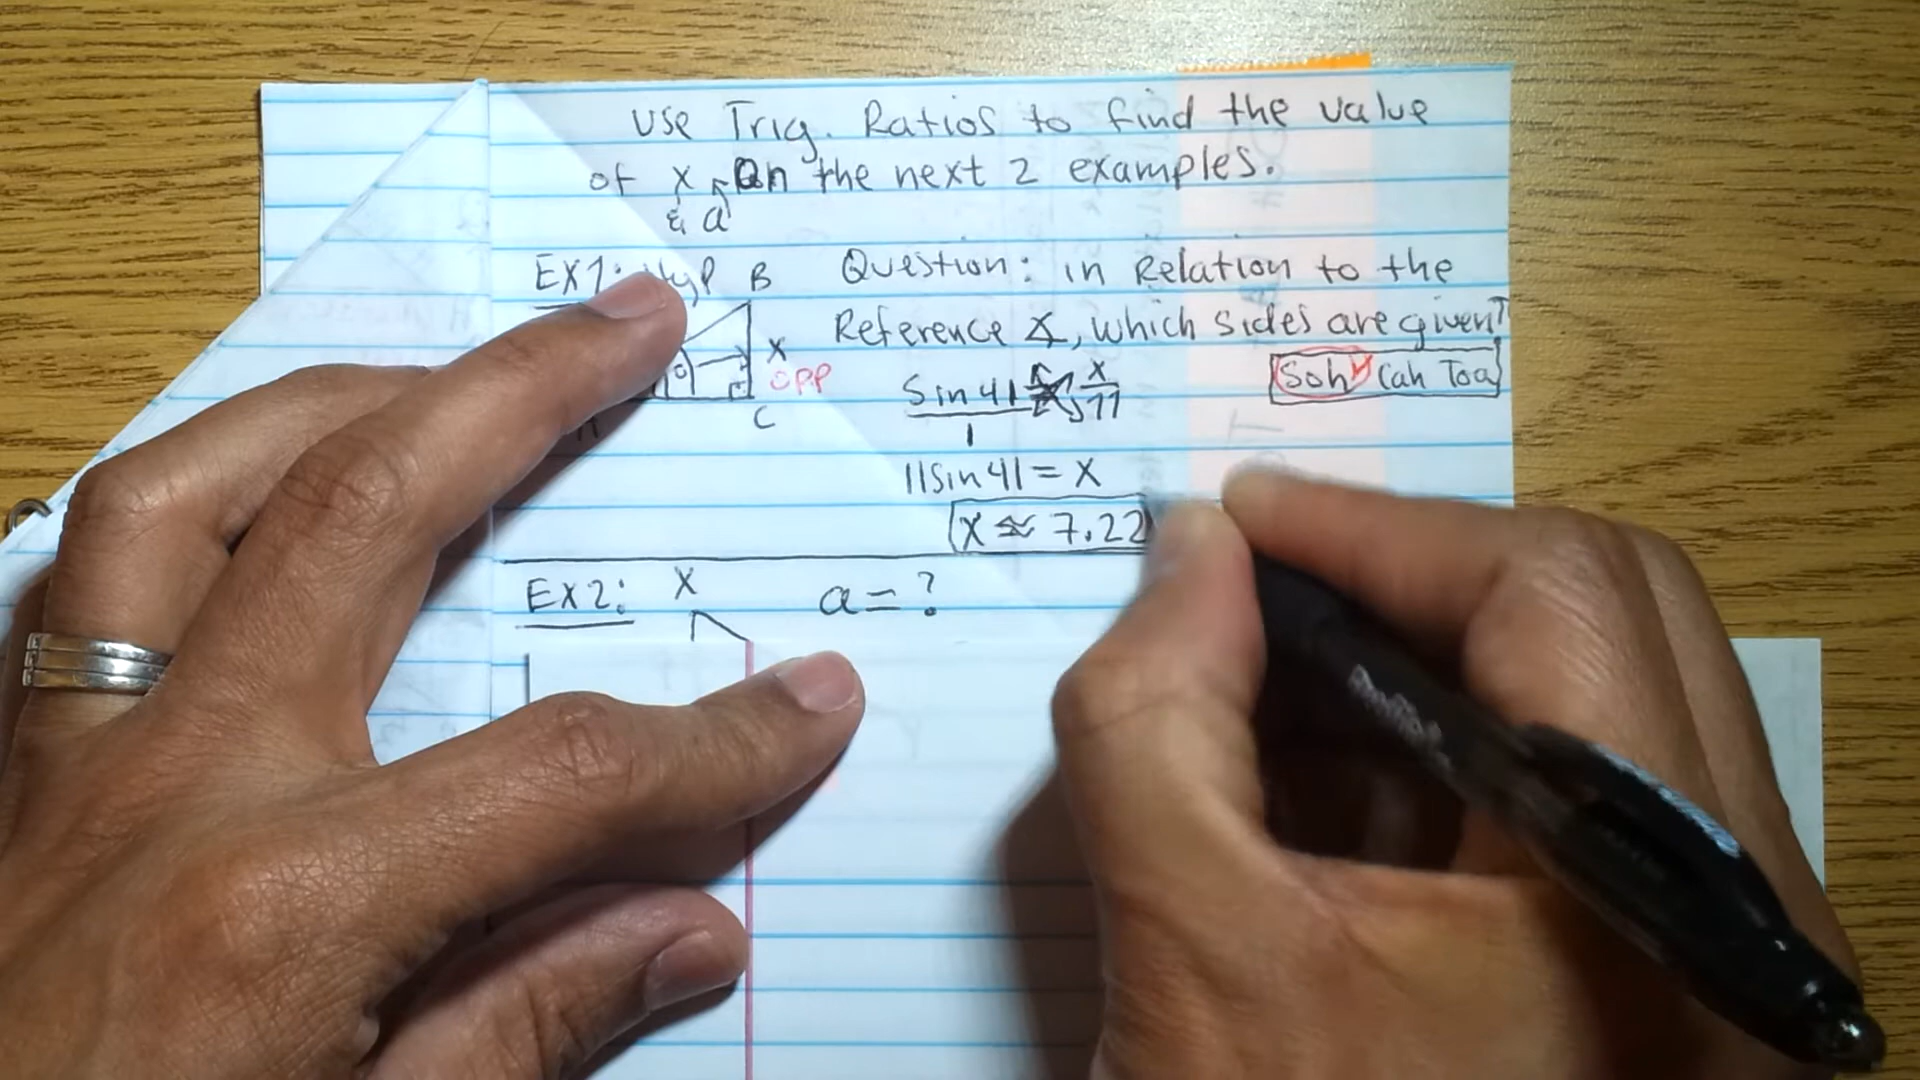 Use Trig. Ratios to find the value
of x on the next 2 examples.
& a
EX1: Hyp B
Question: in Relation to the
Reference ∡, which sides are given?
x
opp
C
Soh Cah Toa
Sin 41 x
1 11
11Sin41 = x
x ≈ 7.22
Ex2: X a = ?